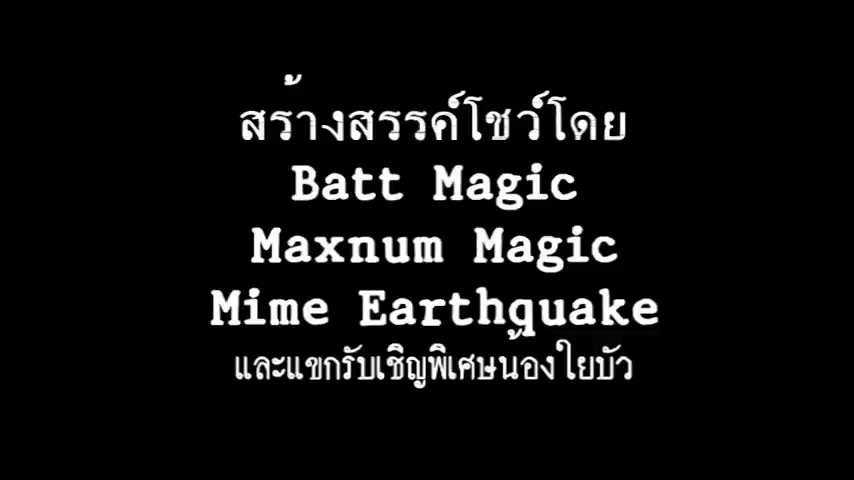 สร้างสรรค์โชว์โดย
Batt Magic
Maxnum Magic
Mime Earthquake
และแขกรับเชิญพิเศษน้องใยบัว